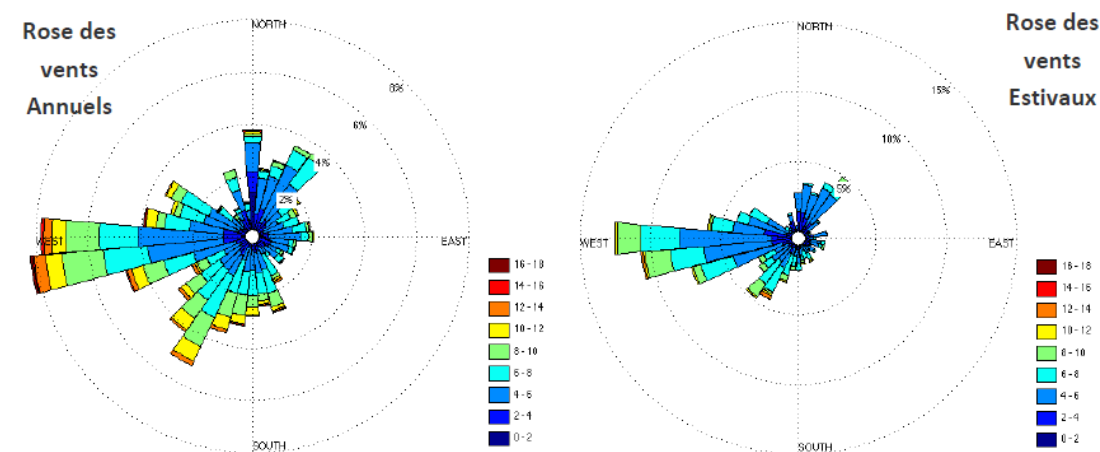 Rose des
vents
Annuels
NORTH
8%
6%
4%
2%
WEST
EAST
SOUTH
16-18
14-16
12-14
10-12
8-10
6-8
4-6
2-4
0-2
Rose des
vents
Estivaux
NORTH
15%
10%
5%
WEST
EAST
SOUTH
16-18
14-16
12-14
10-12
8-10
6-8
4-6
2-4
0-2